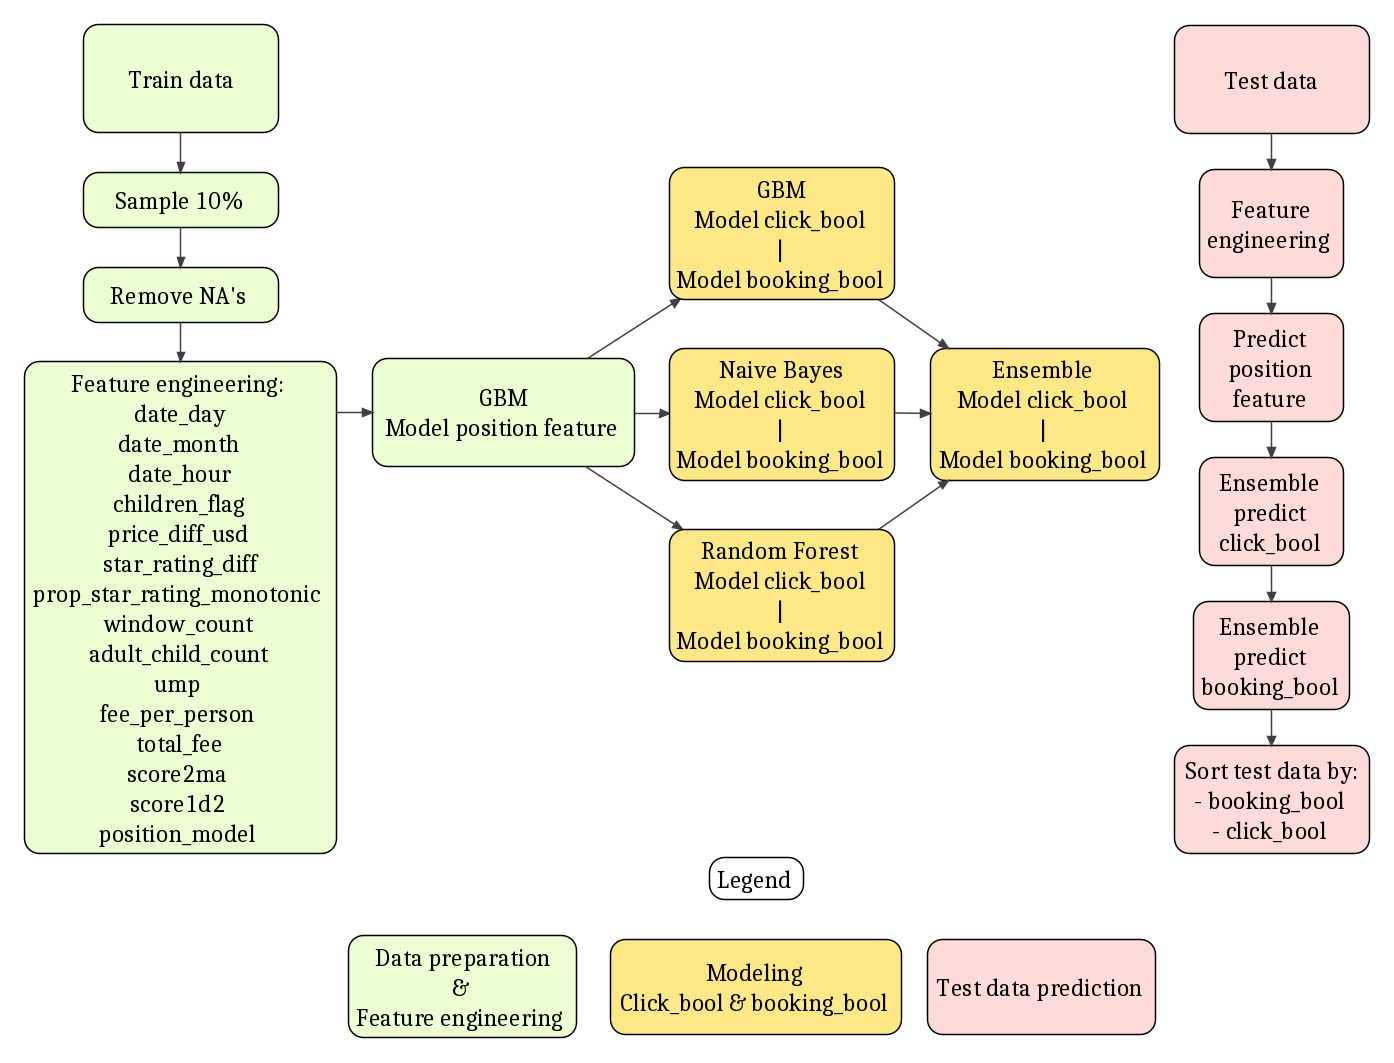 Train data
Sample 10%
Remove NA's
Feature engineering:
date_day
date_month
date_hour
children_flag
price_diff_usd
star_rating_diff
prop_star_rating_monotonic
window_count
adult_child_count
ump
fee_per_person
total_fee
score2ma
score1d2
position_model
GBM
Model position feature
GBM
Model click_bool
|
Model booking_bool
Naive Bayes
Model click_bool
|
Model booking_bool
Random Forest
Model click_bool
|
Model booking_bool
Ensemble
Model click_bool
|
Model booking_bool
Test data
Feature
engineering
Predict
position
feature
Ensemble
predict
click_bool
Ensemble
predict
booking_bool
Sort test data by:
- booking_bool
- click_bool
Legend
Data preparation
&
Feature engineering
Modeling
Click_bool & booking_bool
Test data prediction